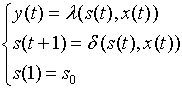 y(t) = λ(s(t), x(t))
s(t+1) = δ(s(t), x(t))
s(1) = s₀